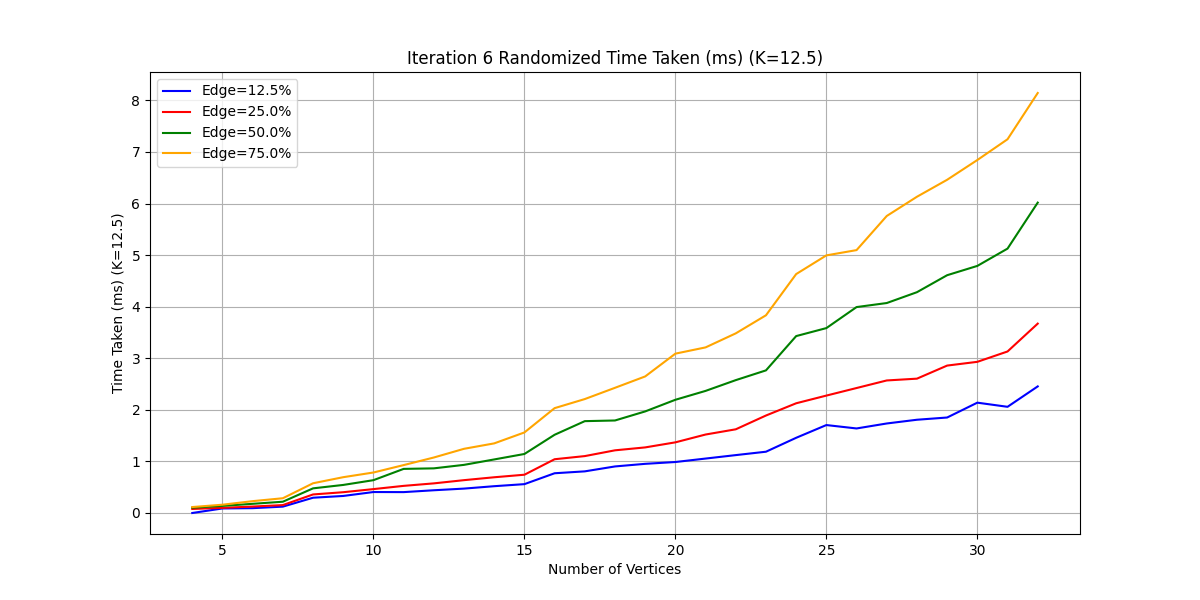 Iteration 6 Randomized Time Taken (ms) (K=12.5)
Edge=12.5%
Edge=25.0%
Edge=50.0%
Edge=75.0%
Time Taken (ms) (K=12.5)
8
7
6
5
4
3
2
1
0
5 10 15 20 25 30
Number of Vertices